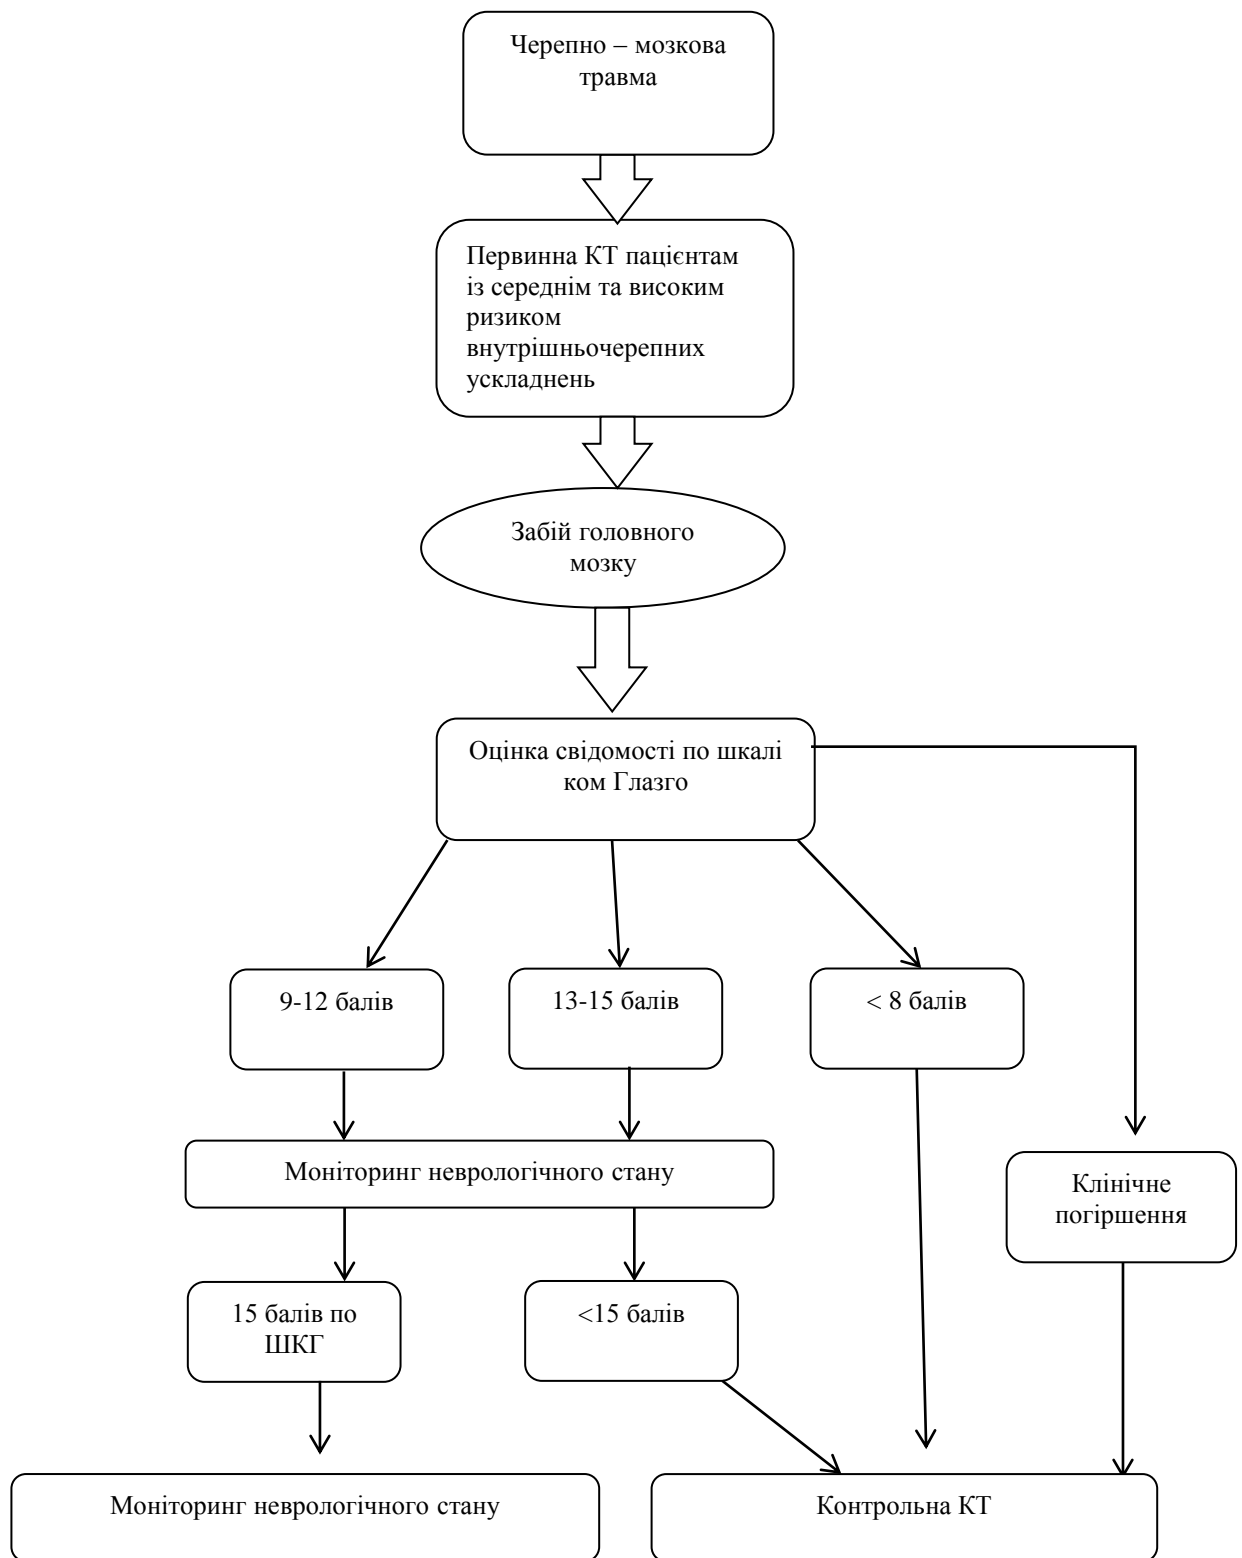 Черепно – мозкова
травма
Первинна КТ пацієнтам
із середнім та високим
ризиком
внутрішньочерепних
ускладнень
Забій головного
мозку
Оцінка свідомості по шкалі
ком Глазго
9-12 балів
13-15 балів
< 8 балів
Моніторинг неврологічного стану
Клінічне
погіршення
15 балів по
ШКГ
<15 балів
Моніторинг неврологічного стану
Контрольна КТ